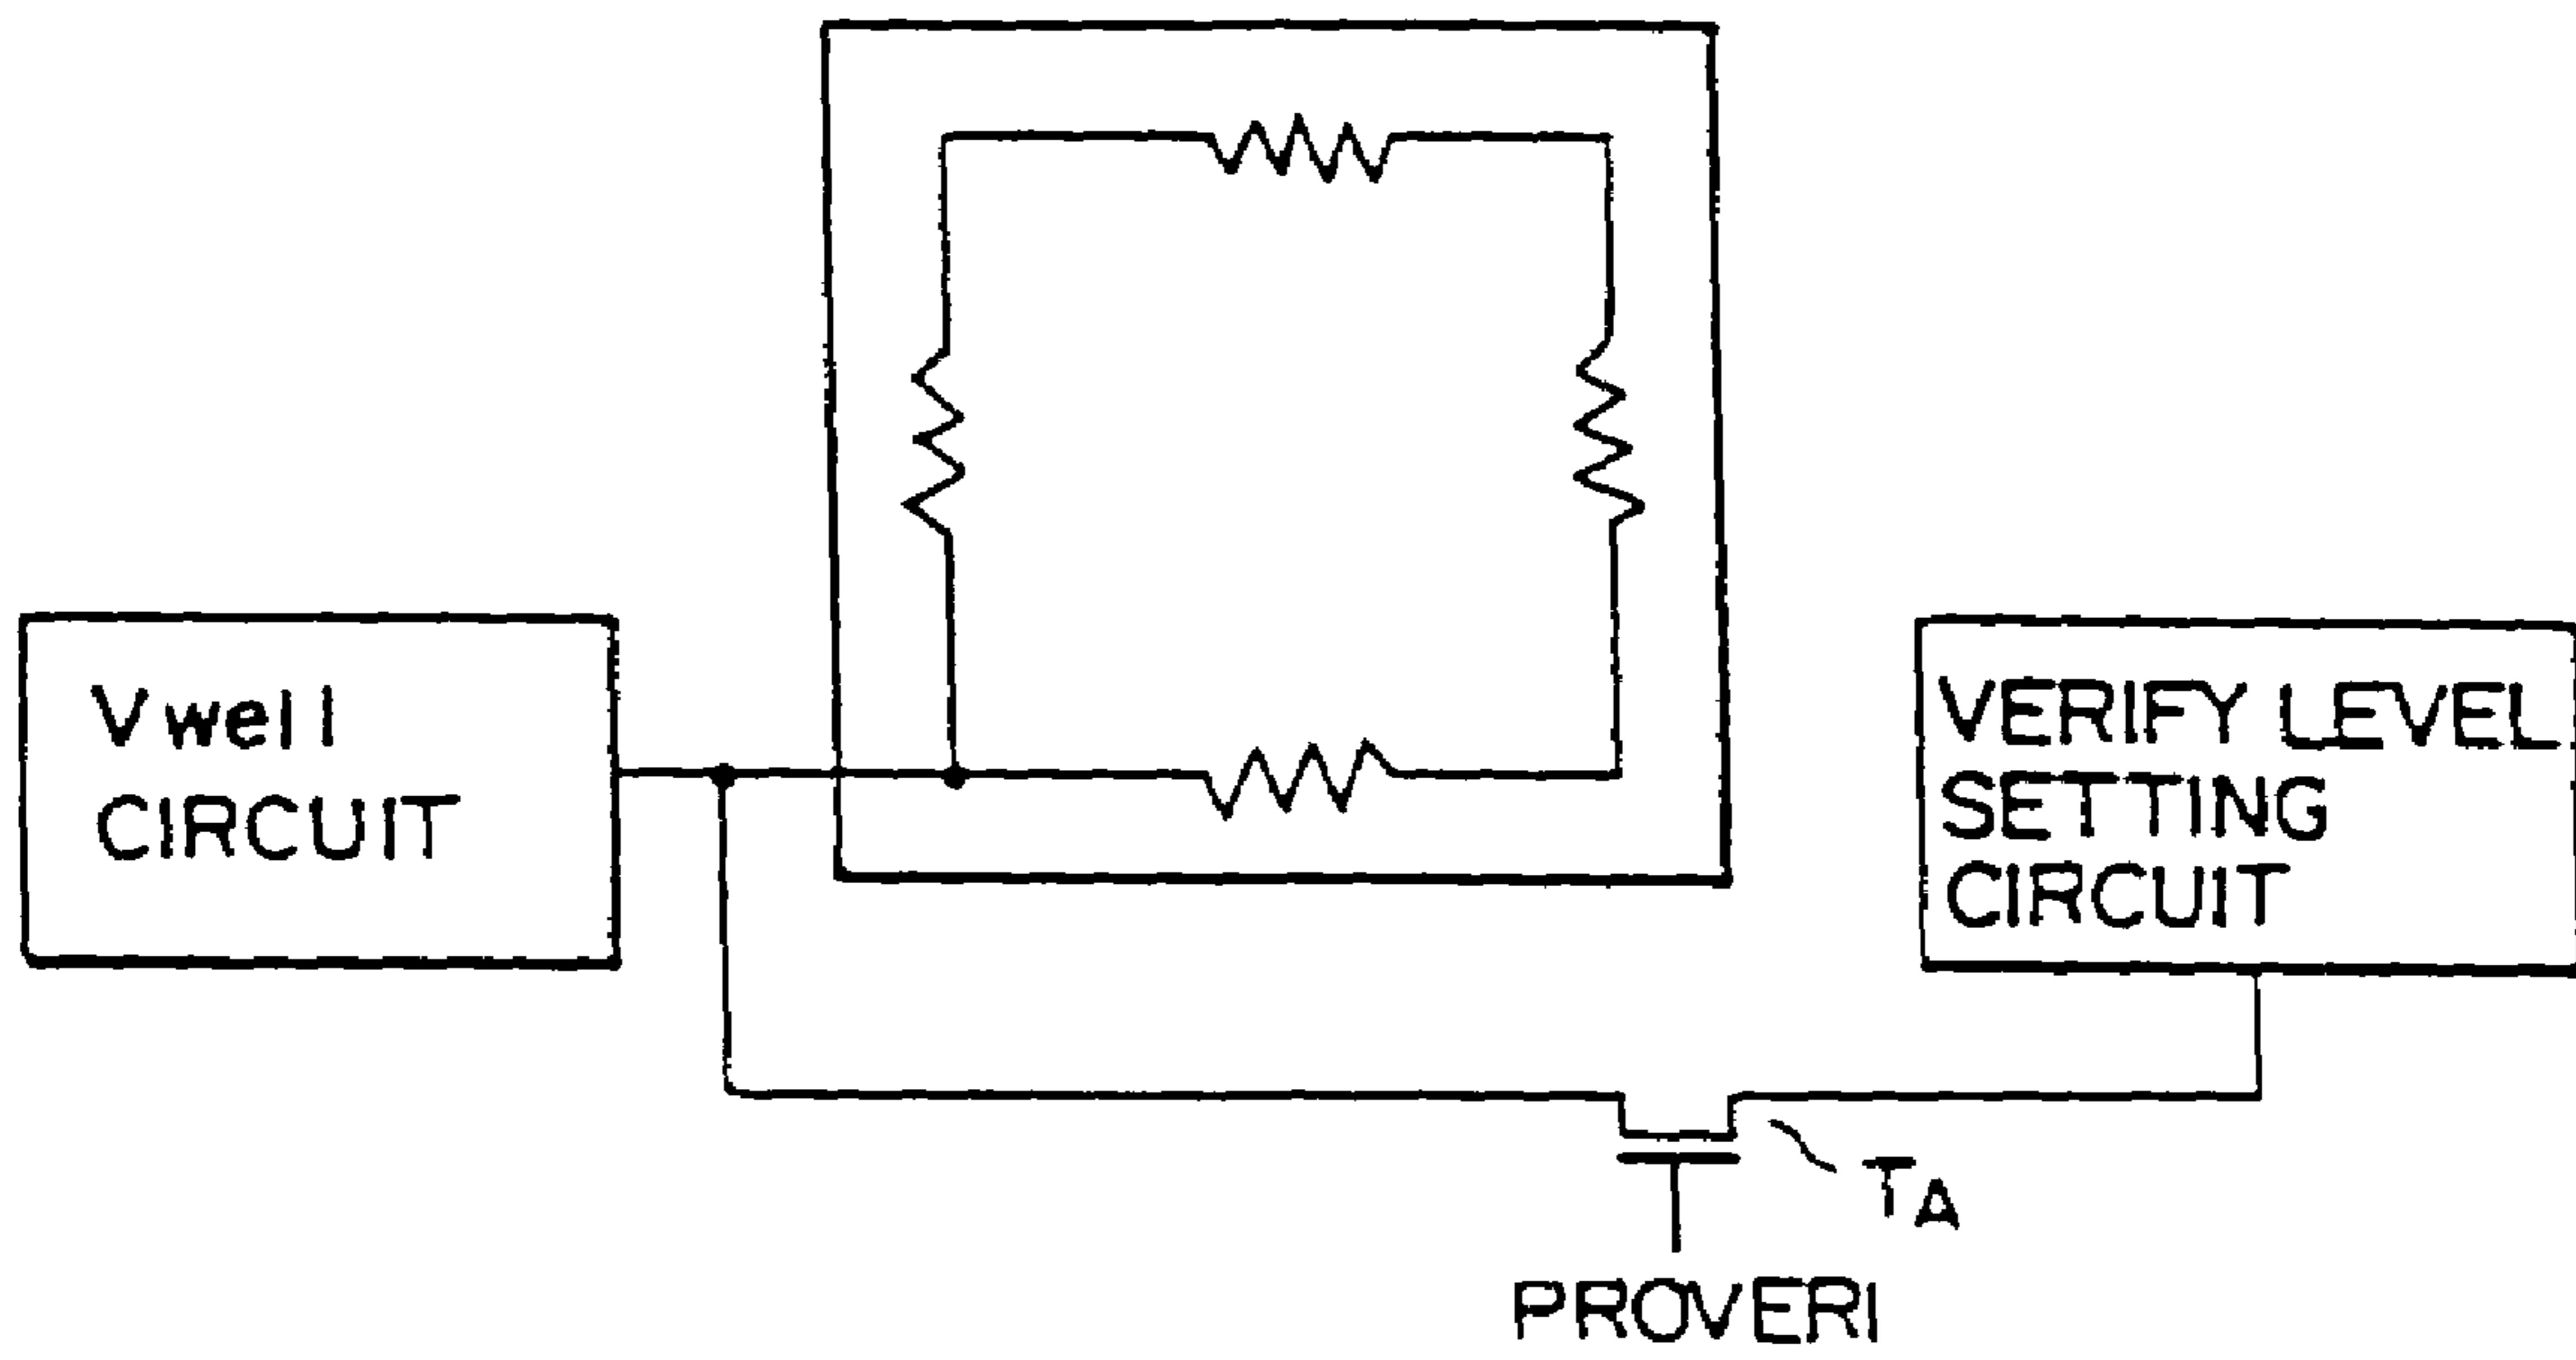 Vwell
CIRCUIT
VERIFY LEVEL
SETTING
CIRCUIT
TA
PROVERI